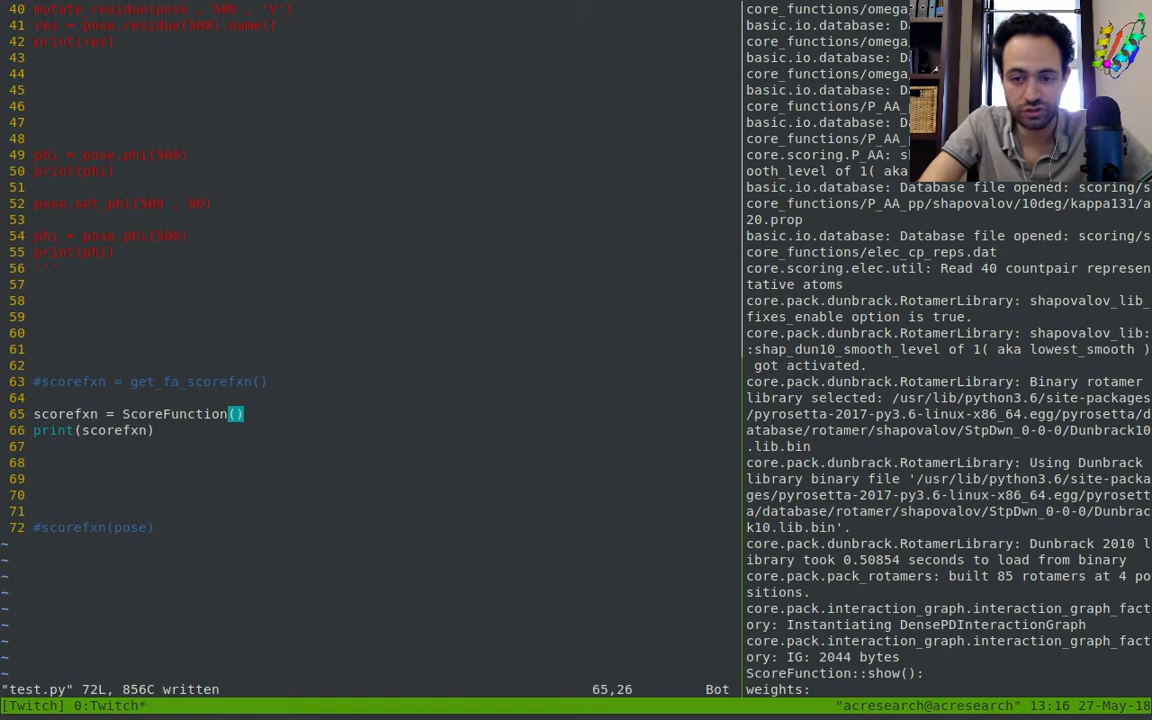 40 mutate_residue(pose , 500 , 'V')
41 res = pose.residue(500).name()
42 print(res)
43
44
45
46
47
48
49 phi = pose.phi(500)
50 print(phi)
51
52 pose.set_phi(500 , 90)
53
54 phi = pose.phi(500)
55 print(phi)
56 '''
57
58
59
60
61
62
63 #scorefxn = get_fa_scorefxn()
64
65 scorefxn = ScoreFunction()
66 print(scorefxn)
67
68
69
70
71
72 #scorefxn(pose)
~
~
~
~
~
~
~
~
~
"test.py" 72L, 856C written 65,26 Bot
core_functions/omega
basic.io.database: Da
core_functions/omega
basic.io.database: Da
core_functions/omega
basic.io.database: Da
core_functions/P_AA_
basic.io.database: Da
core_functions/P_AA_
core.scoring.P_AA: s
ooth_level of 1( aka
basic.io.database: Database file opened: scoring/s
core_functions/P_AA_pp/shapovalov/10deg/kappa131/a
20.prop
basic.io.database: Database file opened: scoring/s
core_functions/elec_cp_reps.dat
core.scoring.elec.util: Read 40 countpair represen
tative atoms
core.pack.dunbrack.RotamerLibrary: shapovalov_lib_
fixes_enable option is true.
core.pack.dunbrack.RotamerLibrary: shapovalov_lib:
:shap_dun10_smooth_level of 1( aka lowest_smooth )
got activated.
core.pack.dunbrack.RotamerLibrary: Binary rotamer
library selected: /usr/lib/python3.6/site-packages
/pyrosetta-2017-py3.6-linux-x86_64.egg/pyrosetta/d
atabase/rotamer/shapovalov/StpDwn_0-0-0/Dunbrack10
.lib.bin
core.pack.dunbrack.RotamerLibrary: Using Dunbrack
library binary file '/usr/lib/python3.6/site-packa
ges/pyrosetta-2017-py3.6-linux-x86_64.egg/pyrosett
a/database/rotamer/shapovalov/StpDwn_0-0-0/Dunbrac
k10.lib.bin'.
core.pack.dunbrack.RotamerLibrary: Dunbrack 2010 l
ibrary took 0.50854 seconds to load from binary
core.pack.pack_rotamers: built 85 rotamers at 4 po
sitions.
core.pack.interaction_graph.interaction_graph_fact
ory: Instantiating DensePDInteractionGraph
core.pack.interaction_graph.interaction_graph_fact
ory: IG: 2044 bytes
ScoreFunction::show():
weights:
[Twitch] 0:Twitch* "acresearch@acresearch" 13:16 27-May-18